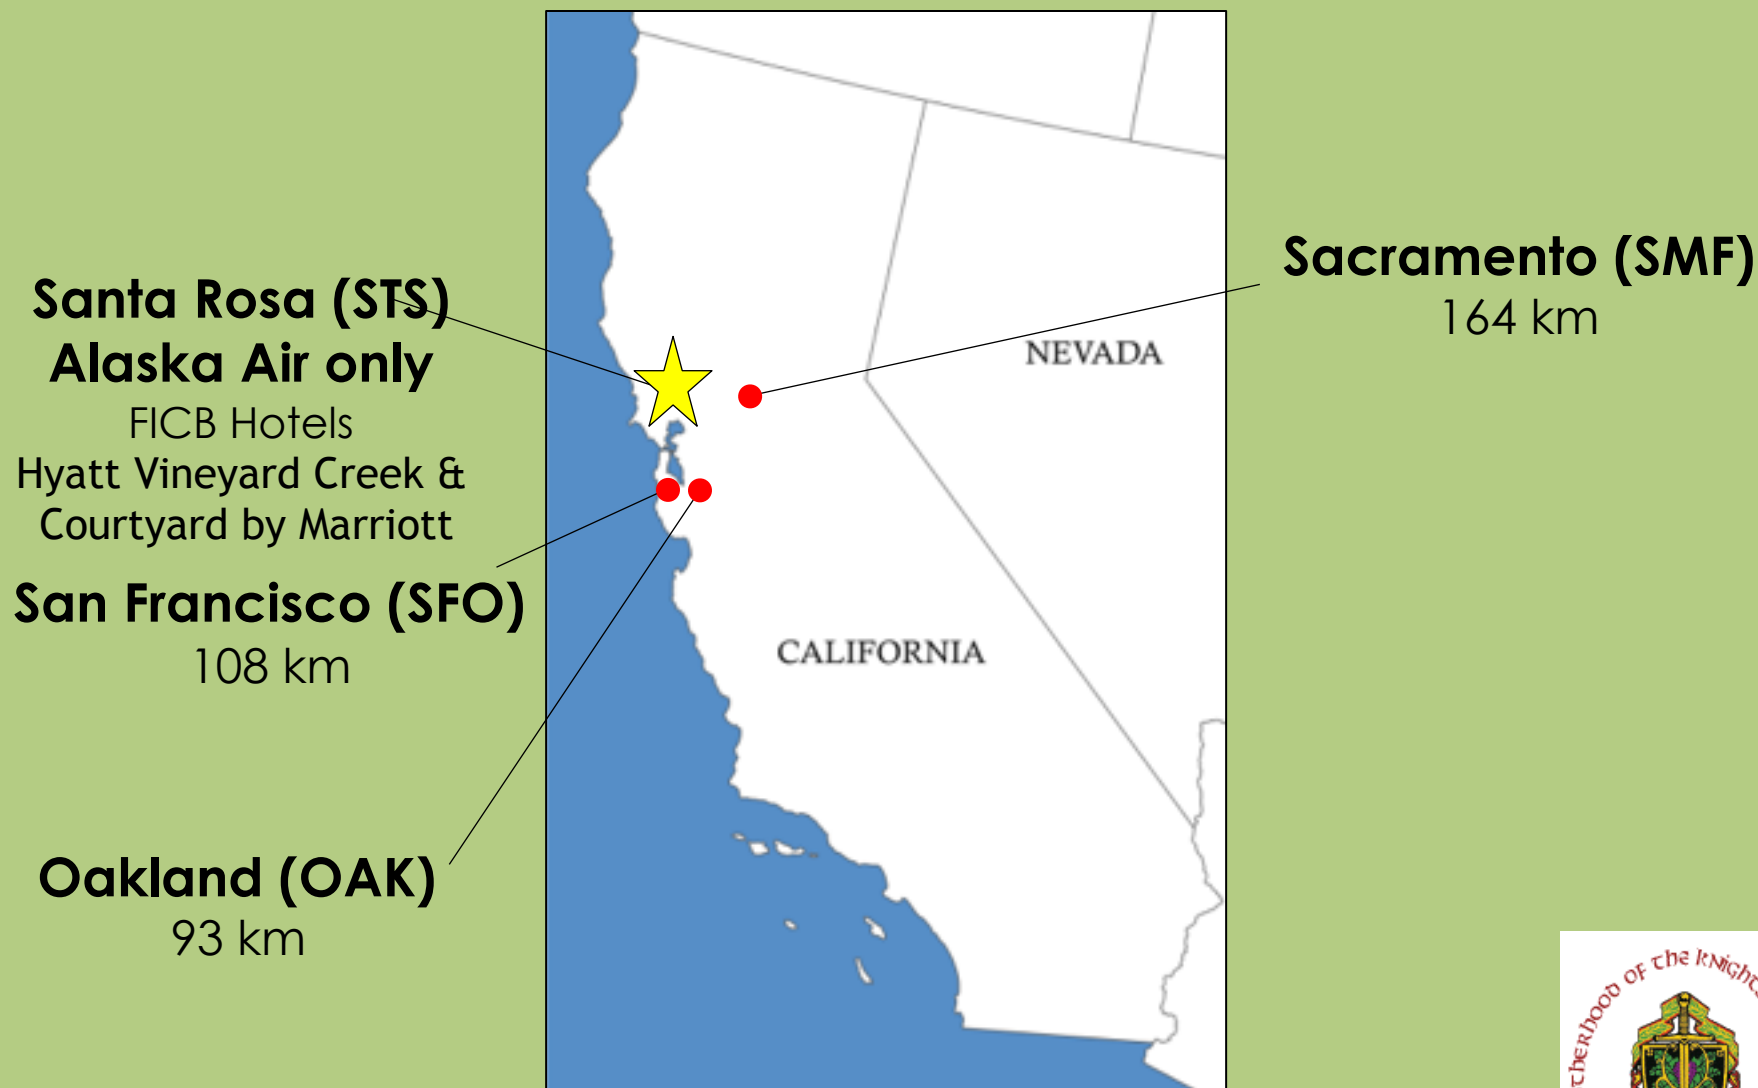 Santa Rosa (STS)
Alaska Air only
FICB Hotels
Hyatt Vineyard Creek &
Courtyard by Marriott
San Francisco (SFO)
108 km
Oakland (OAK)
93 km
NEVADA
CALIFORNIA
Sacramento (SMF)
164 km
OF THE